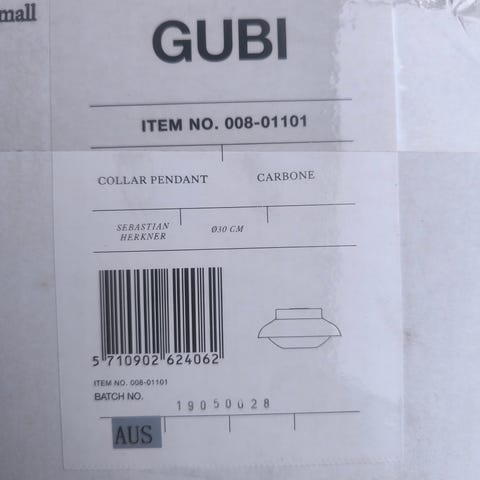 mall
GUBI
ITEM NO. 008-01101
COLLAR PENDANT CARBONE
SEBASTIAN HERKNER Ø30 CM
5 710902 624062
ITEM NO. 008-01101
BATCH NO. 19050028
AUS